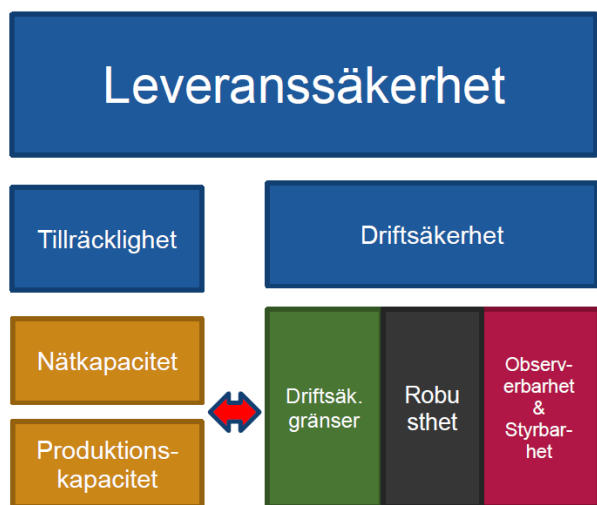 Leveranssäkerhet
Tillräcklighet
Driftsäkerhet
Nätkapacitet
Produktions-
kapacitet
Driftsäk.
gränser
Robu
sthet
Observ-
erbarhet
&
Styrbar-
het